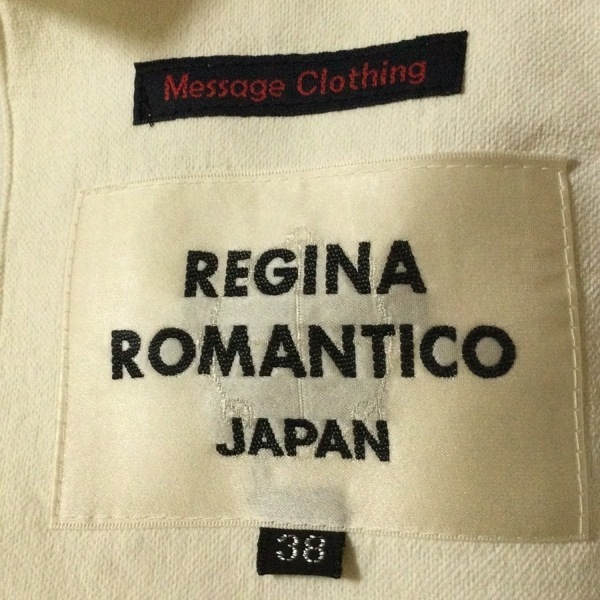 Message Clothing
REGINA
ROMANTICO
JAPAN
38